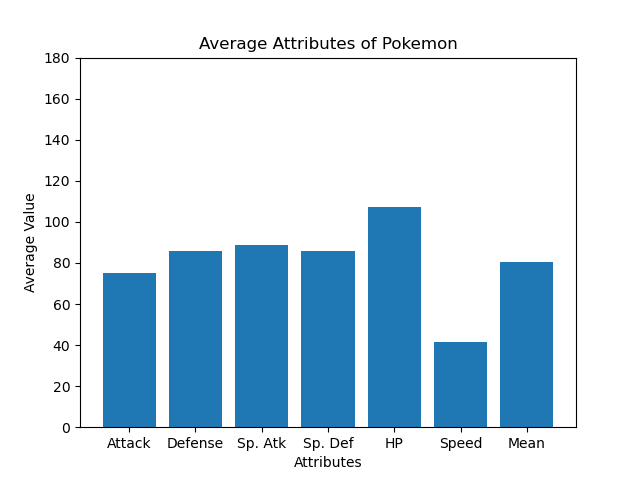 Average Attributes of Pokemon
180
160
140
120
100
80
60
40
20
0
Average Value
Attack Defense Sp. Atk Sp. Def HP Speed Mean
Attributes